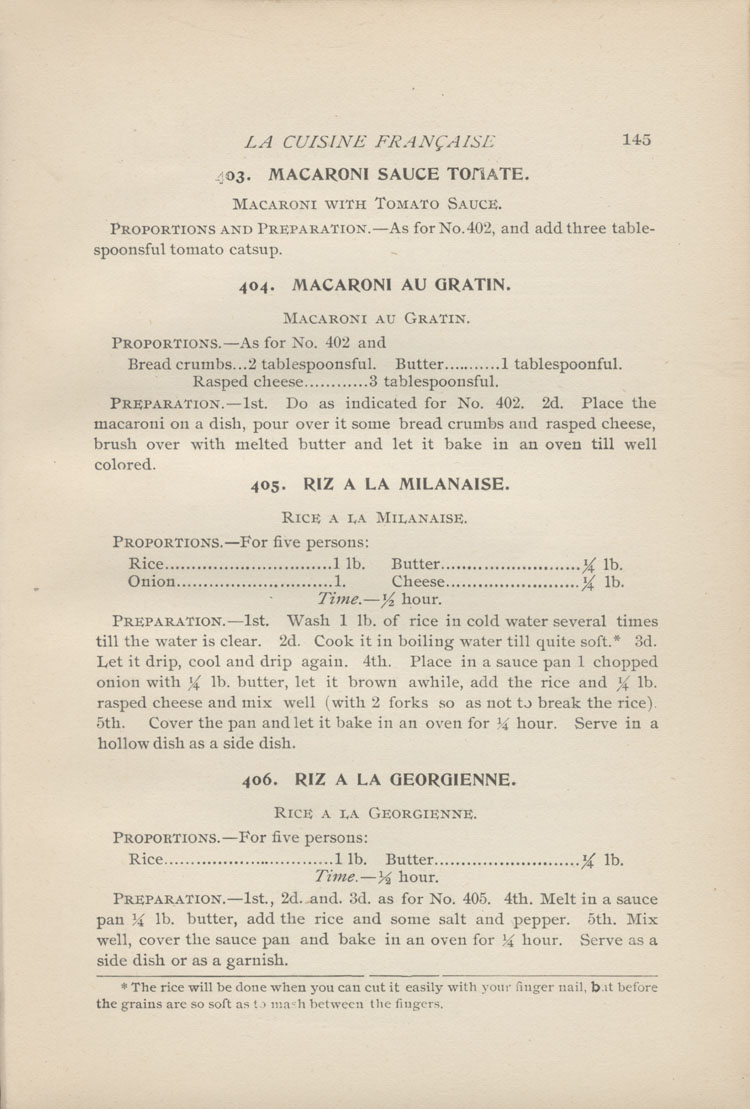 LA CUISINE FRANÇAISE 145
403. MACARONI SAUCE TOMATE.
MACARONI WITH TOMATO SAUCE.
PROPORTIONS AND PREPARATION.—As for No. 402, and add three table-
spoonsful tomato catsup.
404. MACARONI AU GRATIN.
MACARONI AU GRATIN.
PROPORTIONS.—As for No. 402 and
Bread crumbs...2 tablespoonsful. Butter...........1 tablespoonful.
Rasped cheese............3 tablespoonsful.
PREPARATION.—1st. Do as indicated for No. 402. 2d. Place the
macaroni on a dish, pour over it some bread crumbs and rasped cheese,
brush over with melted butter and let it bake in an oven till well
colored.
405. RIZ A LA MILANAISE.
RICE A LA MILANAISE.
PROPORTIONS.—For five persons:
Rice................................1 lb. Butter..........................¼ lb.
Onion..............................1. Cheese..........................¼ lb.
Time.—½ hour.
PREPARATION.—1st. Wash 1 lb. of rice in cold water several times
till the water is clear. 2d. Cook it in boiling water till quite soft.* 3d.
Let it drip, cool and drip again. 4th. Place in a sauce pan 1 chopped
onion with ¼ lb. butter, let it brown awhile, add the rice and ¼ lb.
rasped cheese and mix well (with 2 forks so as not to break the rice).
5th. Cover the pan and let it bake in an oven for ¼ hour. Serve in a
hollow dish as a side dish.
406. RIZ A LA GEORGIENNE.
RICE A LA GEORGIENNE.
PROPORTIONS.—For five persons:
Rice................................1 lb. Butter...........................¼ lb.
Time.—½ hour.
PREPARATION.—1st., 2d. and. 3d. as for No. 405. 4th. Melt in a sauce
pan ¼ lb. butter, add the rice and some salt and pepper. 5th. Mix
well, cover the sauce pan and bake in an oven for ¼ hour. Serve as a
side dish or as a garnish.
* The rice will be done when you can cut it easily with your finger nail, but before
the grains are so soft as to mash between the fingers.